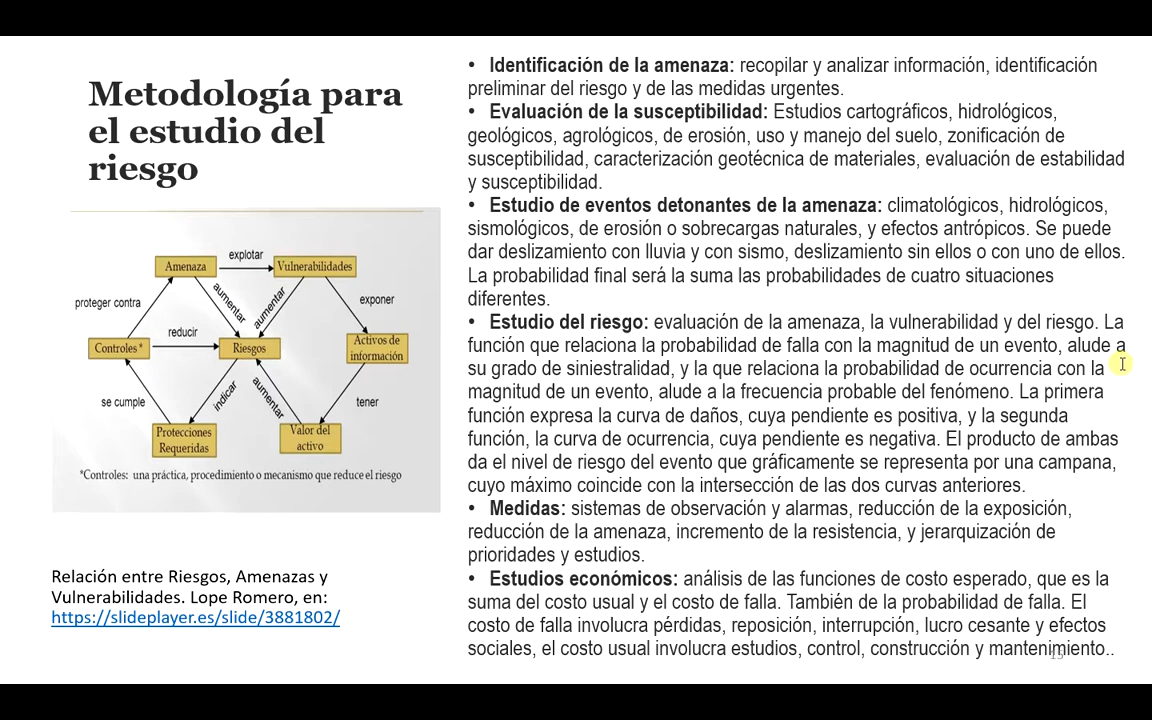 Metodología para
el estudio del
riesgo
explotar
Amenaza
Vulnerabilidades
proteger contra
aumentar
aumentar
exponer
reducir
Controles*
Riesgos
Activos de
información
se cumple
indicar
aumentar
tener
Protecciones
Requeridas
Valor del
activo
*Controles: una práctica, procedimiento o mecanismo que reduce el riesgo
Relación entre Riesgos, Amenazas y
Vulnerabilidades. Lope Romero, en:
https://slideplayer.es/slide/3881802/
• Identificación de la amenaza: recopilar y analizar información, identificación
preliminar del riesgo y de las medidas urgentes.
• Evaluación de la susceptibilidad: Estudios cartográficos, hidrológicos,
geológicos, agrológicos, de erosión, uso y manejo del suelo, zonificación de
susceptibilidad, caracterización geotécnica de materiales, evaluación de estabilidad
y susceptibilidad.
• Estudio de eventos detonantes de la amenaza: climatológicos, hidrológicos,
sismológicos, de erosión o sobrecargas naturales, y efectos antrópicos. Se puede
dar deslizamiento con lluvia y con sismo, deslizamiento sin ellos o con uno de ellos.
La probabilidad final será la suma las probabilidades de cuatro situaciones
diferentes.
• Estudio del riesgo: evaluación de la amenaza, la vulnerabilidad y del riesgo. La
función que relaciona la probabilidad de falla con la magnitud de un evento, alude a
su grado de siniestralidad, y la que relaciona la probabilidad de ocurrencia con la
magnitud de un evento, alude a la frecuencia probable del fenómeno. La primera
función expresa la curva de daños, cuya pendiente es positiva, y la segunda
función, la curva de ocurrencia, cuya pendiente es negativa. El producto de ambas
da el nivel de riesgo del evento que gráficamente se representa por una campana,
cuyo máximo coincide con la intersección de las dos curvas anteriores.
• Medidas: sistemas de observación y alarmas, reducción de la exposición,
reducción de la amenaza, incremento de la resistencia, y jerarquización de
prioridades y estudios.
• Estudios económicos: análisis de las funciones de costo esperado, que es la
suma del costo usual y el costo de falla. También de la probabilidad de falla. El
costo de falla involucra pérdidas, reposición, interrupción, lucro cesante y efectos
sociales, el costo usual involucra estudios, control, construcción y mantenimiento..